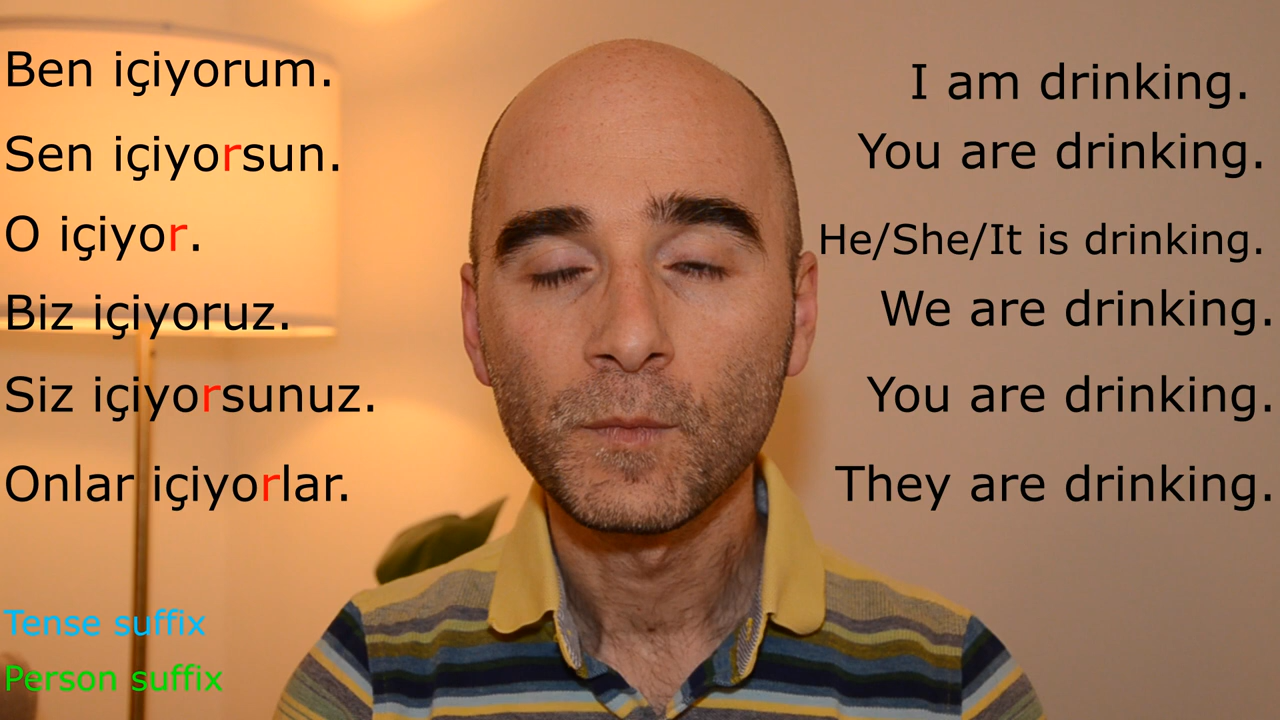 Ben içiyorum.
I am drinking.
Sen içiyorsun.
You are drinking.
O içiyor.
He/She/It is drinking.
Biz içiyoruz.
We are drinking.
Siz içiyorsunuz.
You are drinking.
Onlar içiyorlar.
They are drinking.
Tense suffix
Person suffix